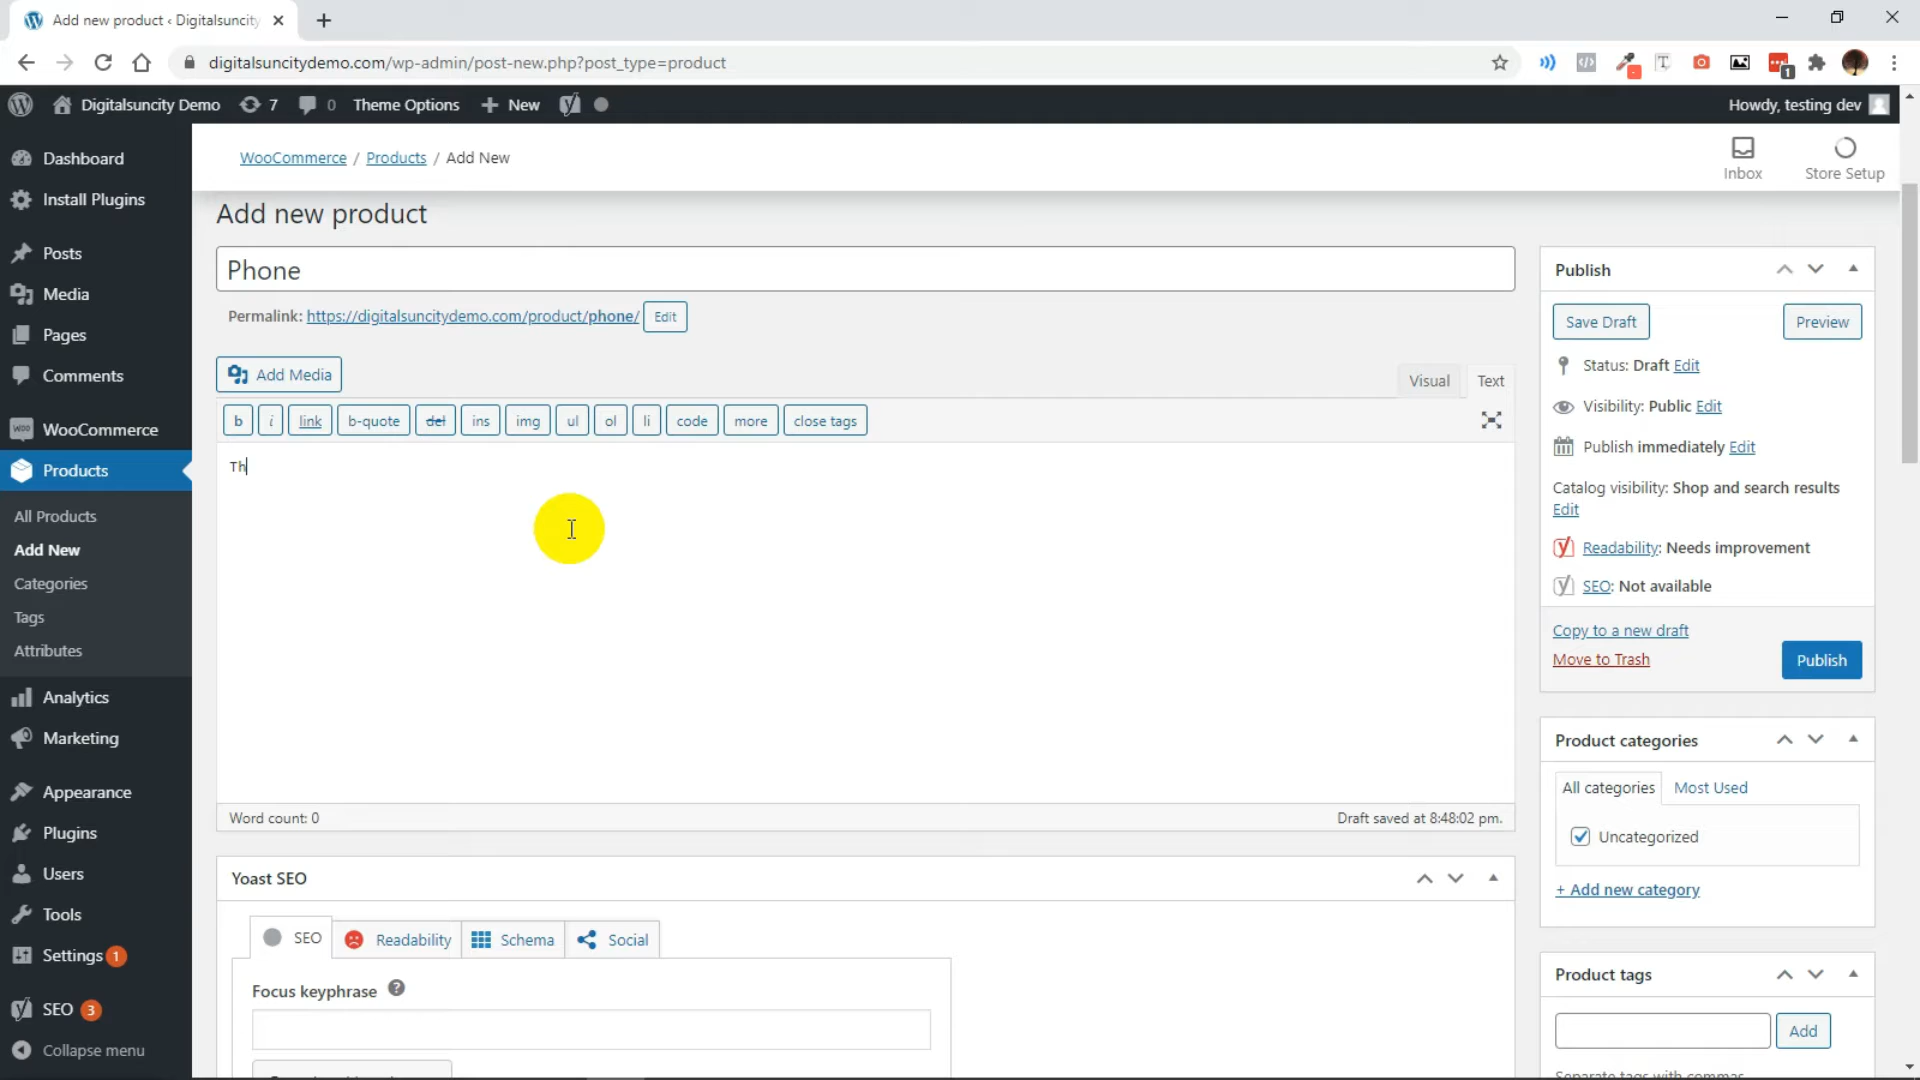 Add new product ‹ Digitalsuncity
digitalsuncitydemo.com/wp-admin/post-new.php?post_type=product
1
Digitalsuncity Demo 7 0 Theme Options New Howdy, testing dev
WooCommerce / Products / Add New
Inbox
Store Setup
Dashboard
Install Plugins
Posts
Media
Pages
Comments
WooCommerce
Products
All Products
Add New
Categories
Tags
Attributes
Analytics
Marketing
Appearance
Plugins
Users
Tools
Settings 1
SEO 3
Collapse menu
Add new product
Phone
Permalink: https://digitalsuncitydemo.com/product/phone/ Edit
Add Media
Visual Text
b i link b-quote del ins img ul ol li code more close tags
Th
Word count: 0 Draft saved at 8:48:02 pm.
Yoast SEO
SEO Readability Schema Social
Focus keyphrase ?
Publish
Save Draft Preview
Status: Draft Edit
Visibility: Public Edit
Publish immediately Edit
Catalog visibility: Shop and search results
Edit
Readability: Needs improvement
SEO: Not available
Copy to a new draft
Move to Trash
Publish
Product categories
All categories Most Used
Uncategorized
+ Add new category
Product tags
Add
Separate tags with commas